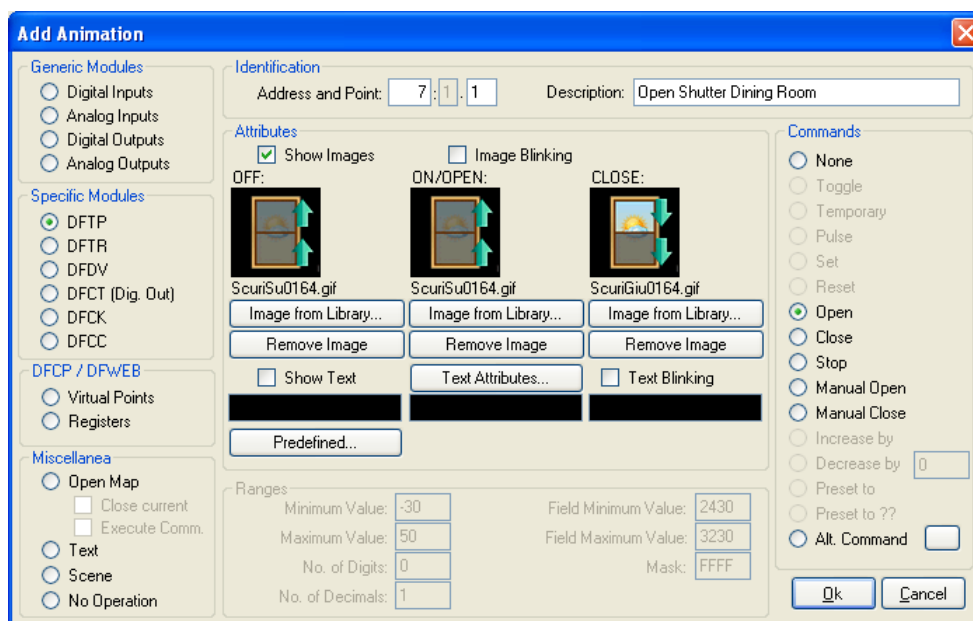 Add Animation
Generic Modules
Digital Inputs
Analog Inputs
Digital Outputs
Analog Outputs
Specific Modules
DFTP
DFTR
DFDV
DFCT (Dig. Out)
DFCK
DFCC
DFCP / DFWEB
Virtual Points
Registers
Miscellanea
Open Map
Close current
Execute Comm.
Text
Scene
No Operation
Identification
Address and Point: 7 : 1 . 1 Description: Open Shutter Dining Room
Attributes
Show Images Image Blinking
OFF: ON/OPEN: CLOSE:
ScuriSu0164.gif ScuriSu0164.gif ScuriGiu0164.gif
Image from Library... Image from Library... Image from Library...
Remove Image Remove Image Remove Image
Show Text Text Attributes... Text Blinking
Predefined...
Ranges
Minimum Value: -30 Field Minimum Value: 2430
Maximum Value: 50 Field Maximum Value: 3230
No. of Digits: 0 Mask: FFFF
No. of Decimals: 1
Commands
None
Toggle
Temporary
Pulse
Set
Reset
Open
Close
Stop
Manual Open
Manual Close
Increase by
Decrease by 0
Preset to
Preset to ??
Alt. Command
Ok Cancel